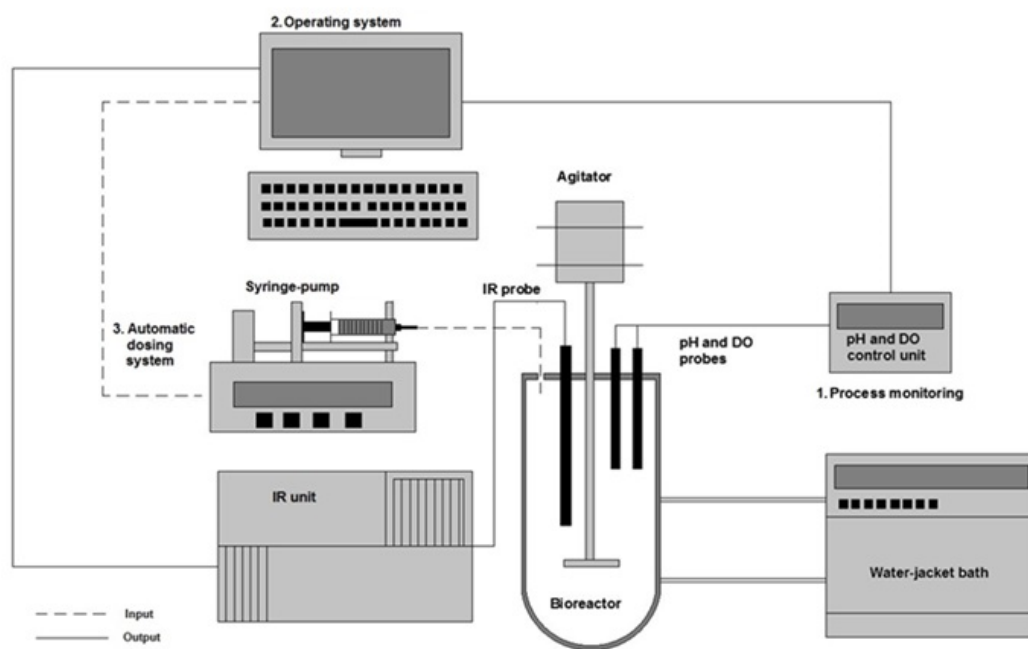 2. Operating system
Agitator
Syringe-pump
IR probe
3. Automatic
dosing
system
pH and DO
probes
pH and DO
control unit
1. Process monitoring
IR unit
Water-jacket bath
Bioreactor
Input
Output